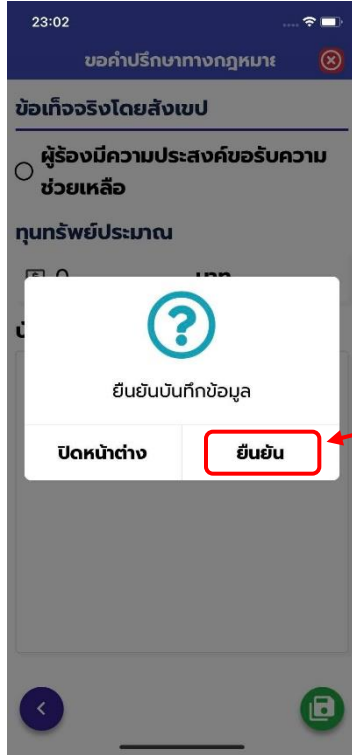 23:02
ขอคำปรึกษาทางกฎหมาย
ข้อเท็จจริงโดยสังเขป
ผู้ร้องมีความประสงค์ขอรับความ
ช่วยเหลือ
ทุนทรัพย์ประมาณ
ยืนยันบันทึกข้อมูล
ปิดหน้าต่าง
ยืนยัน